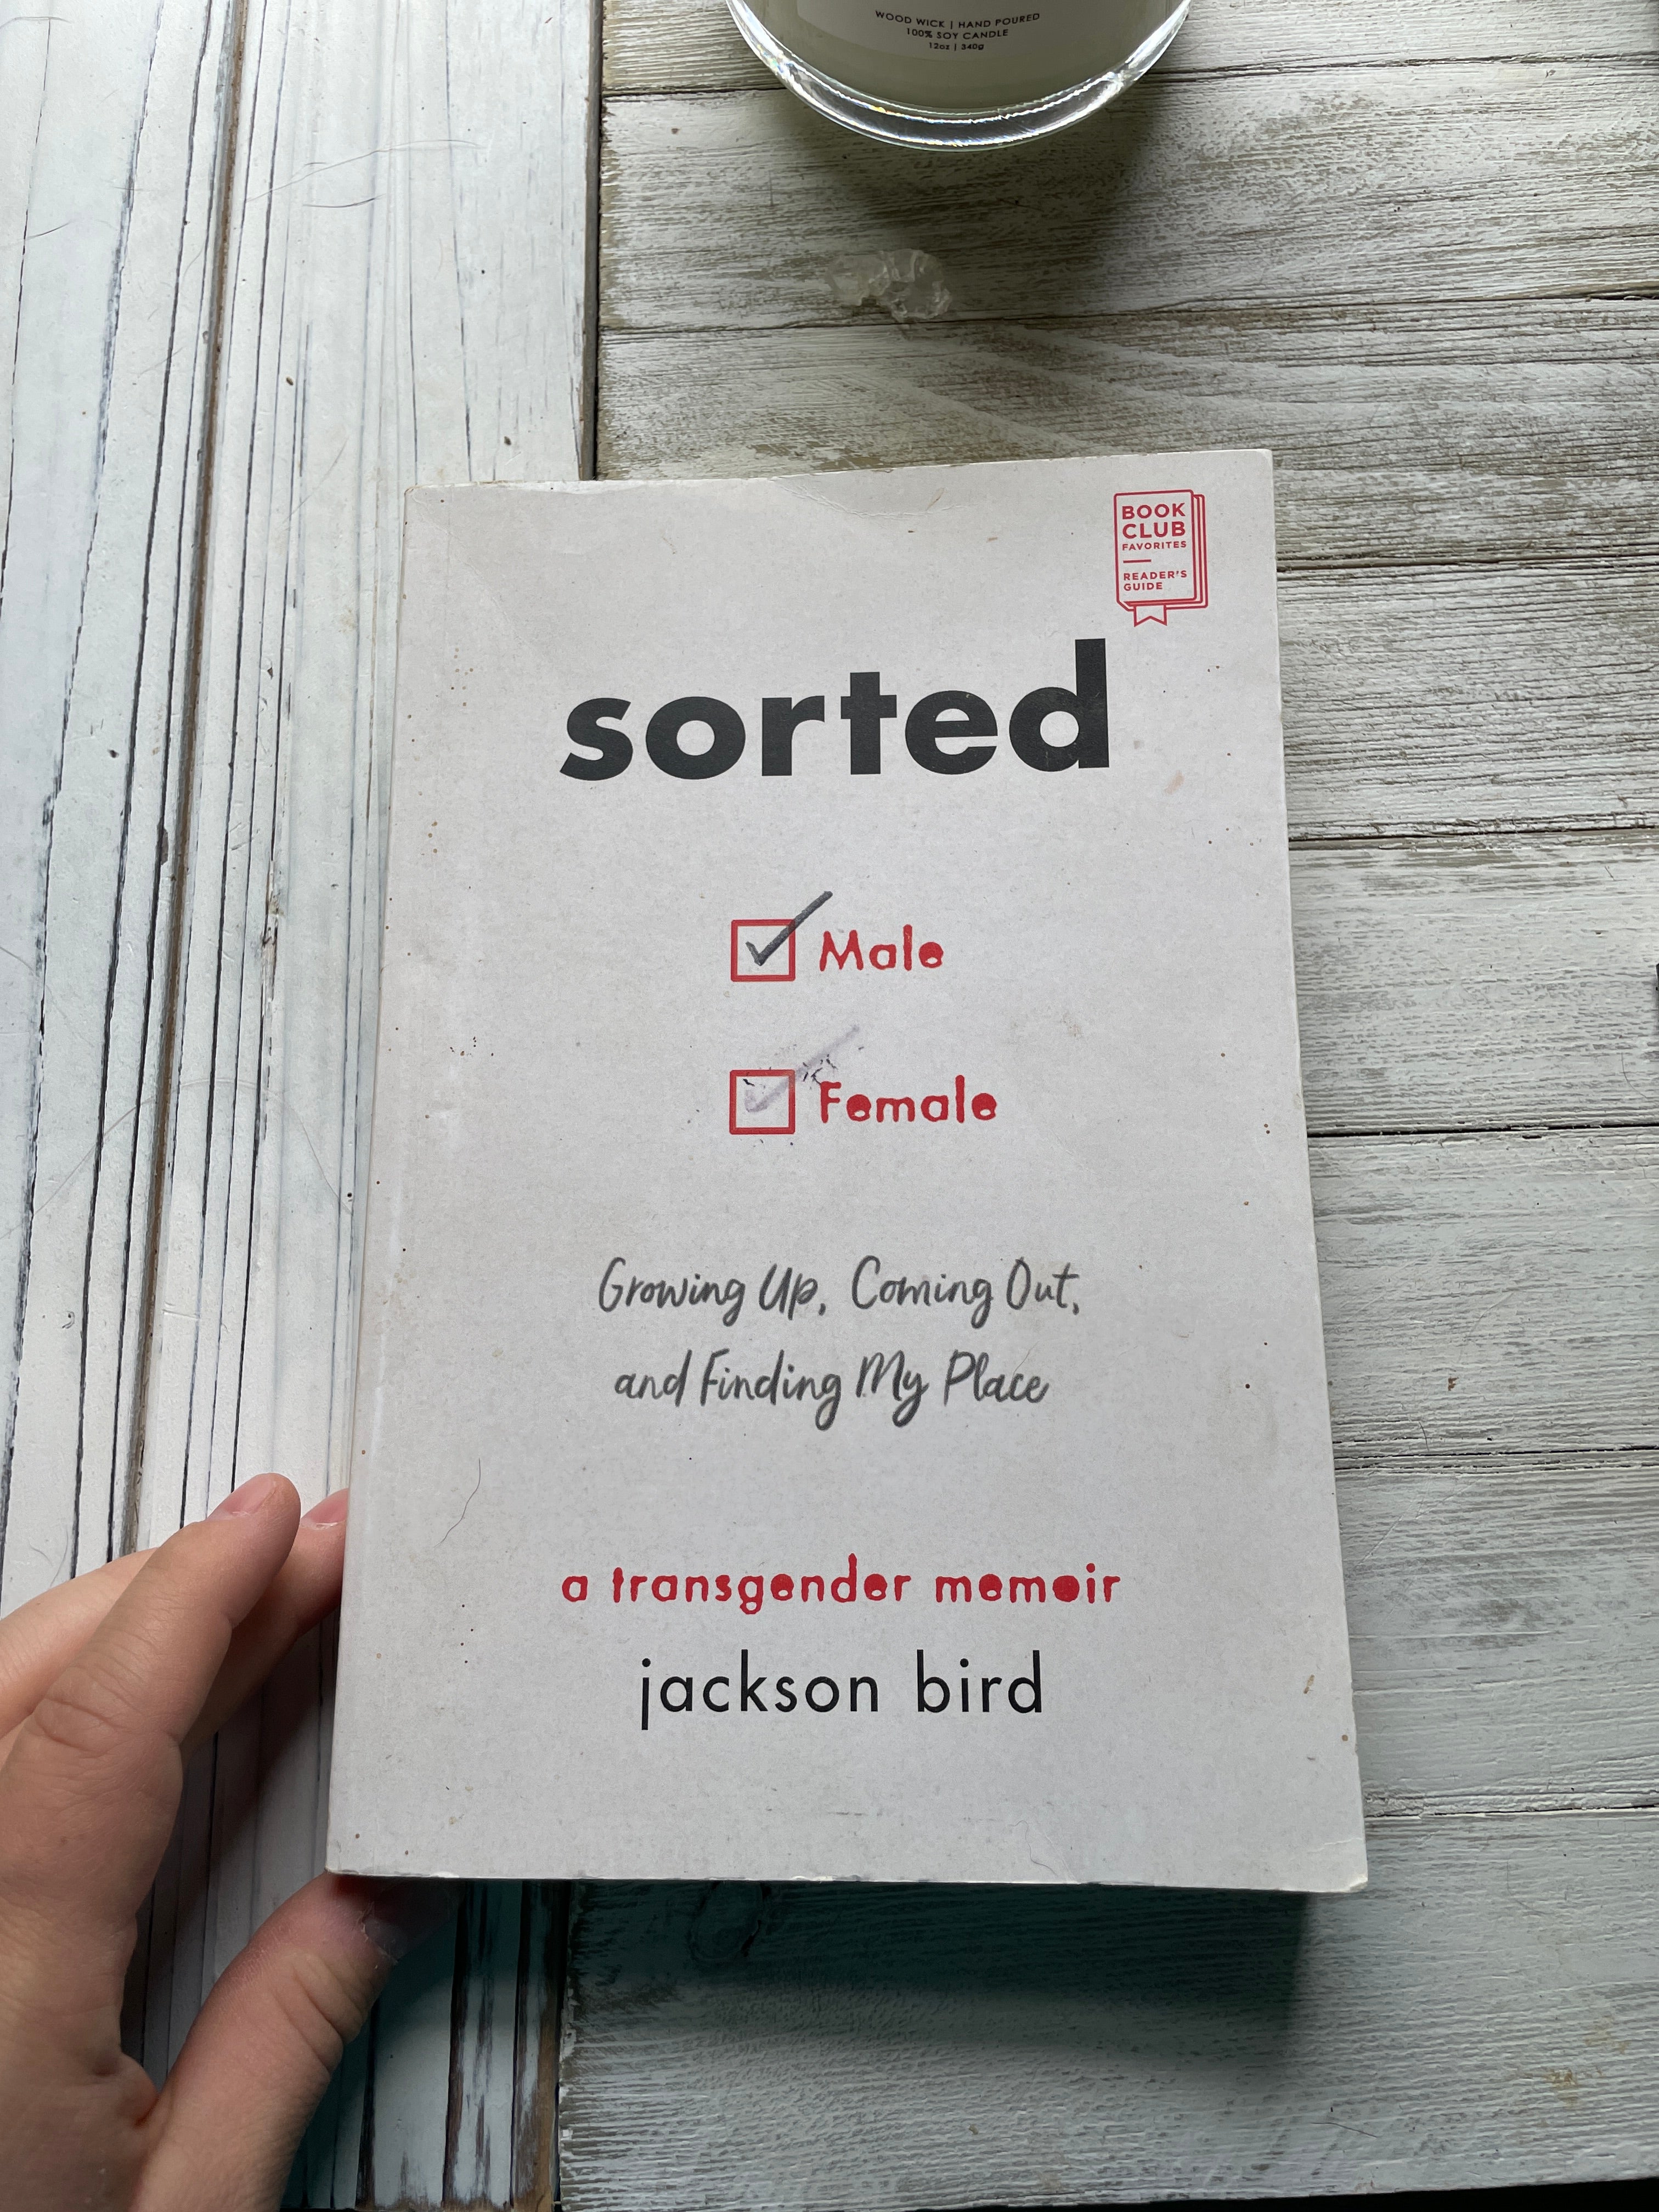 WOOD WICK | HAND POURED
100% SOY CANDLE
12oz | 340g
BOOK
CLUB
FAVORITES
READER'S
GUIDE
sorted
Male
Female
Growing Up, Coming Out,
and Finding My Place
a transgender memoir
jackson bird